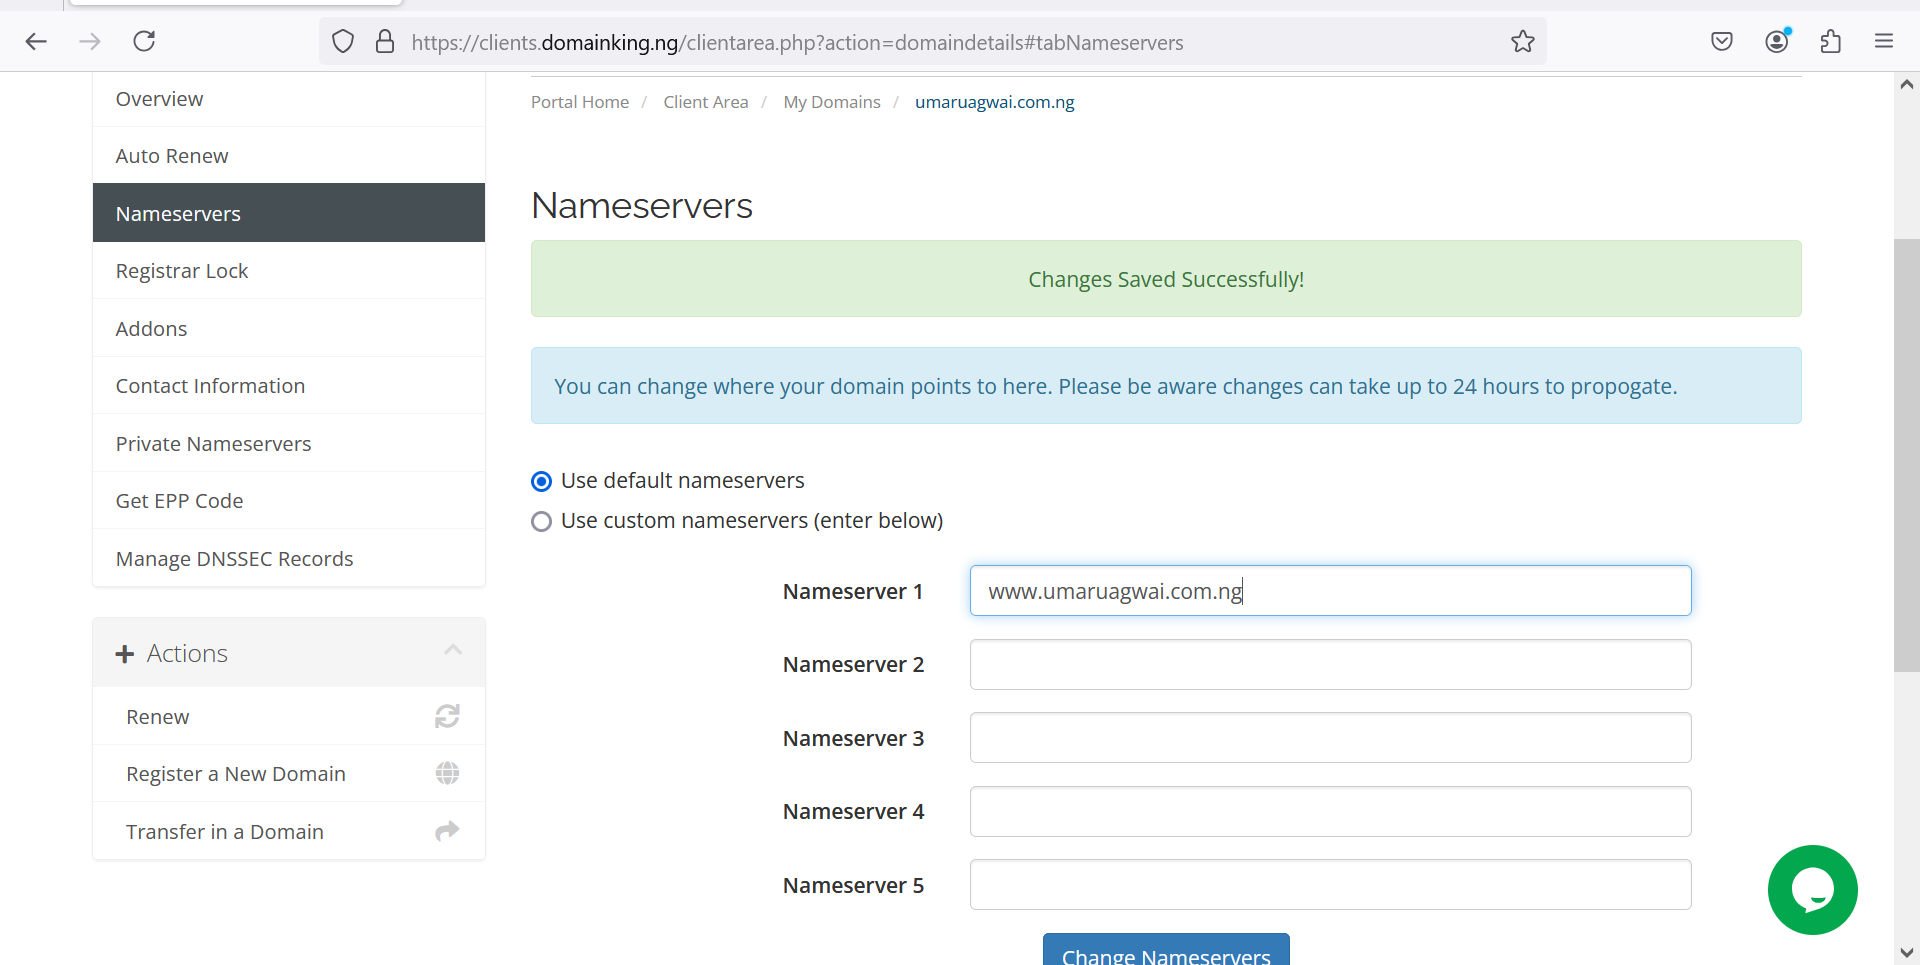 https://clients.domainking.ng/clientarea.php?action=domaindetails#tabNameservers
Overview
Auto Renew
Nameservers
Registrar Lock
Addons
Contact Information
Private Nameservers
Get EPP Code
Manage DNSSEC Records
Actions
Renew
Register a New Domain
Transfer in a Domain
Portal Home / Client Area / My Domains / umaruagwai.com.ng
Nameservers
Changes Saved Successfully!
You can change where your domain points to here. Please be aware changes can take up to 24 hours to propogate.
Use default nameservers
Use custom nameservers (enter below)
Nameserver 1 www.umaruagwai.com.ng
Nameserver 2
Nameserver 3
Nameserver 4
Nameserver 5
Change Nameservers